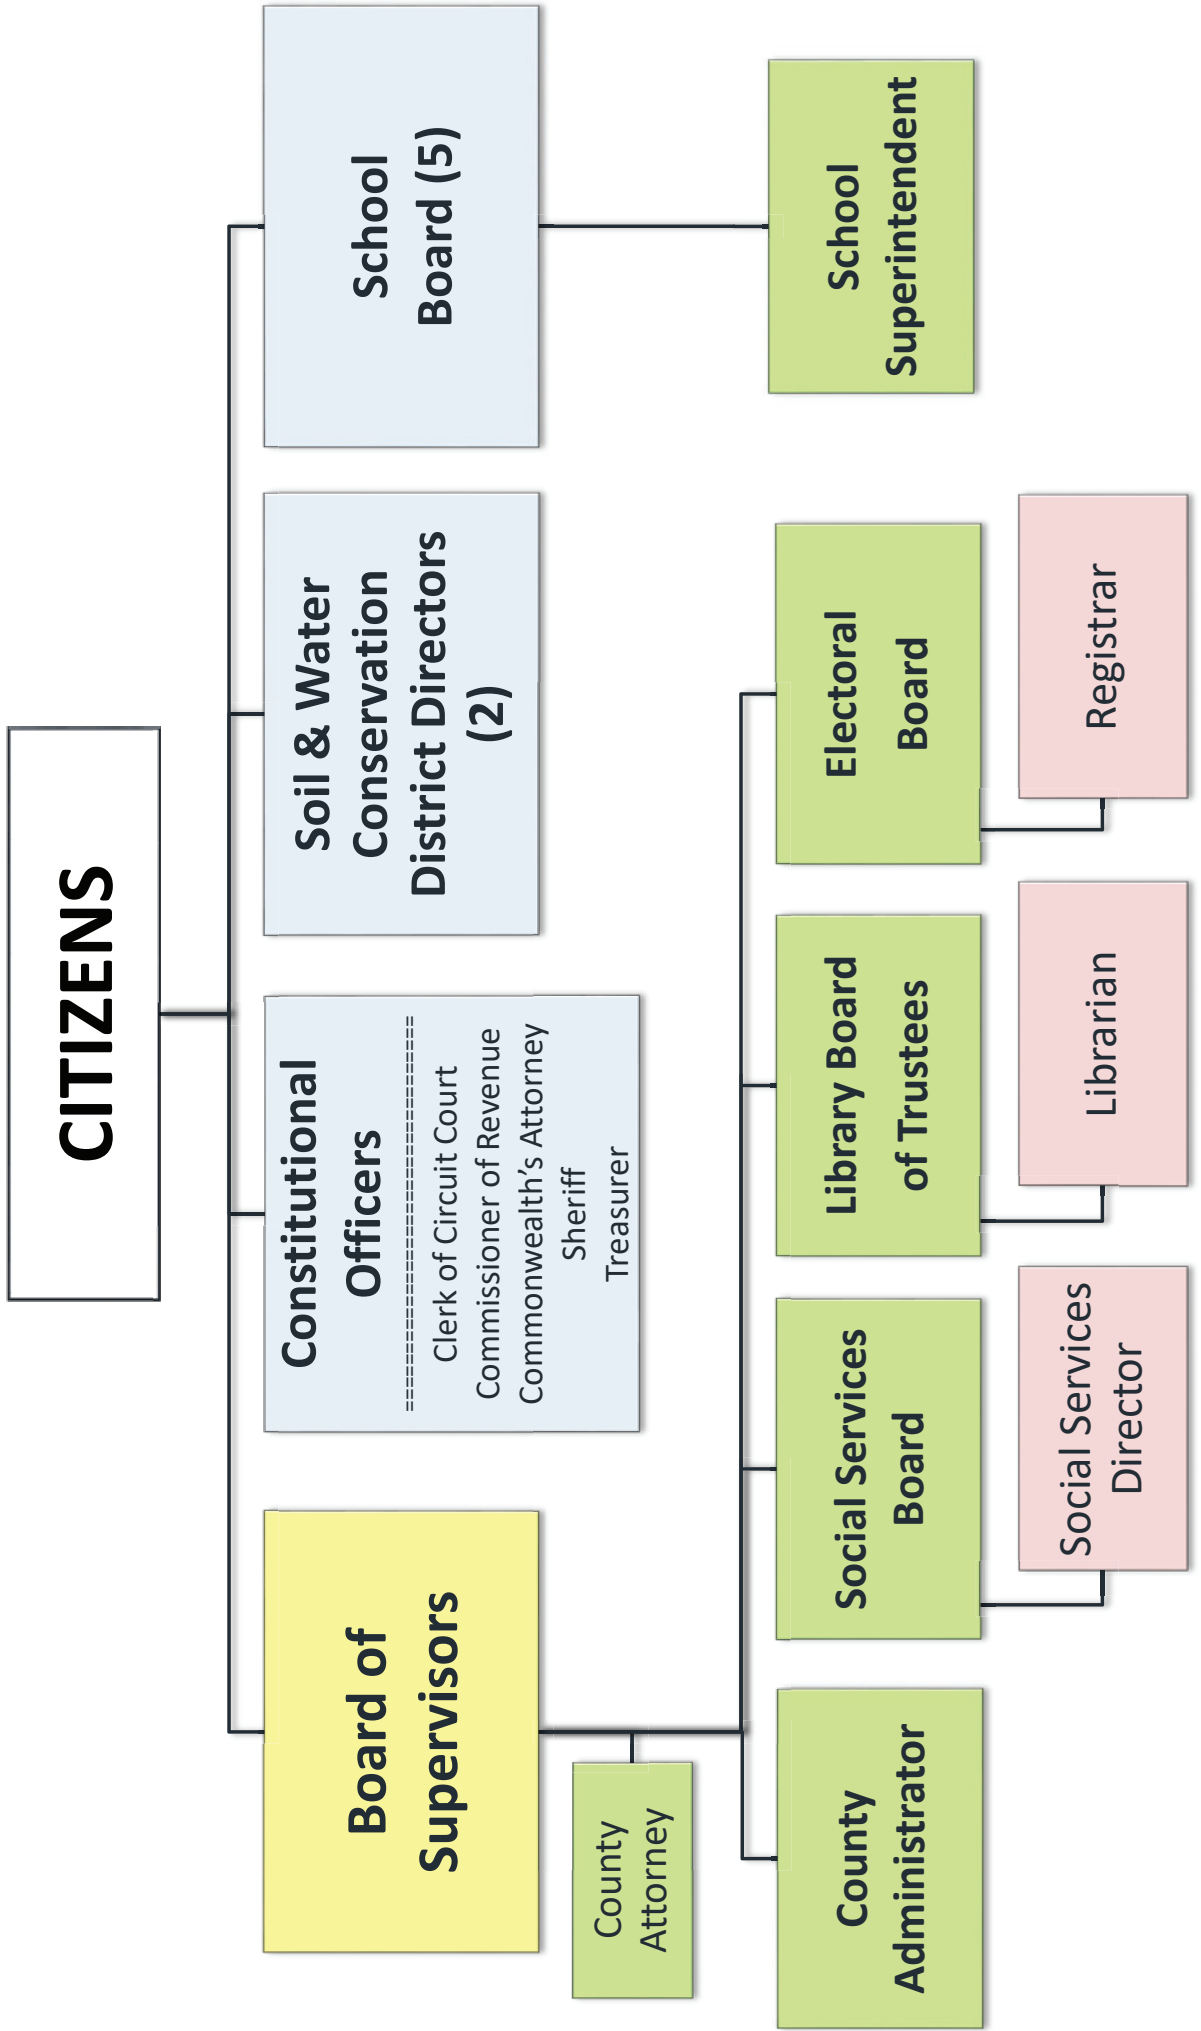 CITIZENS
Board of
Supervisors
Constitutional
Officers
================================
Clerk of Circuit Court
Commissioner of Revenue
Commonwealth’s Attorney
Sheriff
Treasurer
Soil & Water
Conservation
District Directors
(2)
School
Board (5)
County
Attorney
County
Administrator
Social Services
Board
Library Board
of Trustees
Electoral
Board
School
Superintendent
Social Services
Director
Librarian
Registrar